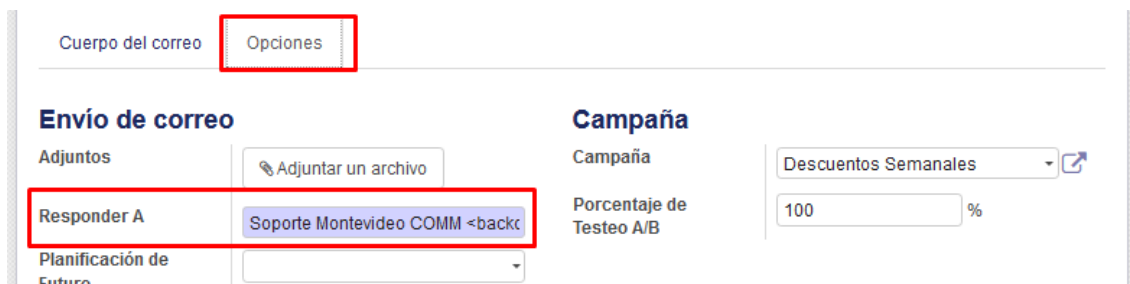 Cuerpo del correo Opciones
Envío de correo Campaña
Adjuntos Adjuntar un archivo Campaña Descuentos Semanales
Responder A Soporte Montevideo COMM <backo Porcentaje de Testeo A/B 100 %
Planificación de
Futuro